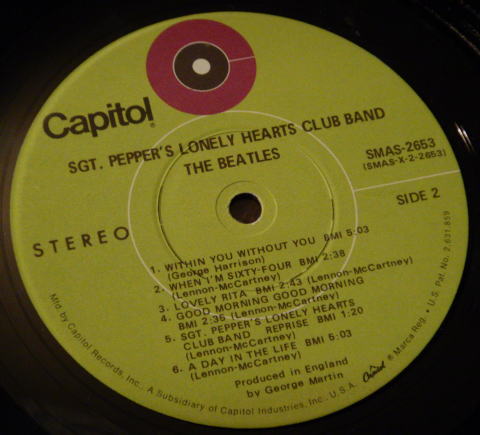 Capitol®
SGT. PEPPER'S LONELY HEARTS CLUB BAND
THE BEATLES
SMAS-2653
(SMAS-X-2-2653)
STEREO
SIDE 2
1. WITHIN YOU WITHOUT YOU BMI 5:03
(George Harrison)
2. WHEN I'M SIXTY-FOUR BMI 2:38
(Lennon-McCartney)
3. LOVELY RITA BMI 2:43 (Lennon-McCartney)
4. GOOD MORNING GOOD MORNING
BMI 2:35 (Lennon-McCartney)
5. SGT. PEPPER'S LONELY HEARTS
CLUB BAND REPRISE BMI 1:20
(Lennon-McCartney)
6. A DAY IN THE LIFE BMI 5:03
(Lennon-McCartney)
Produced in England
by George Martin
Mfd. by Capitol Records, Inc., A Subsidiary of Capitol Industries, Inc., U.S.A. Capitol ® Marca Reg. • U.S. Pat. No. 2,631,859